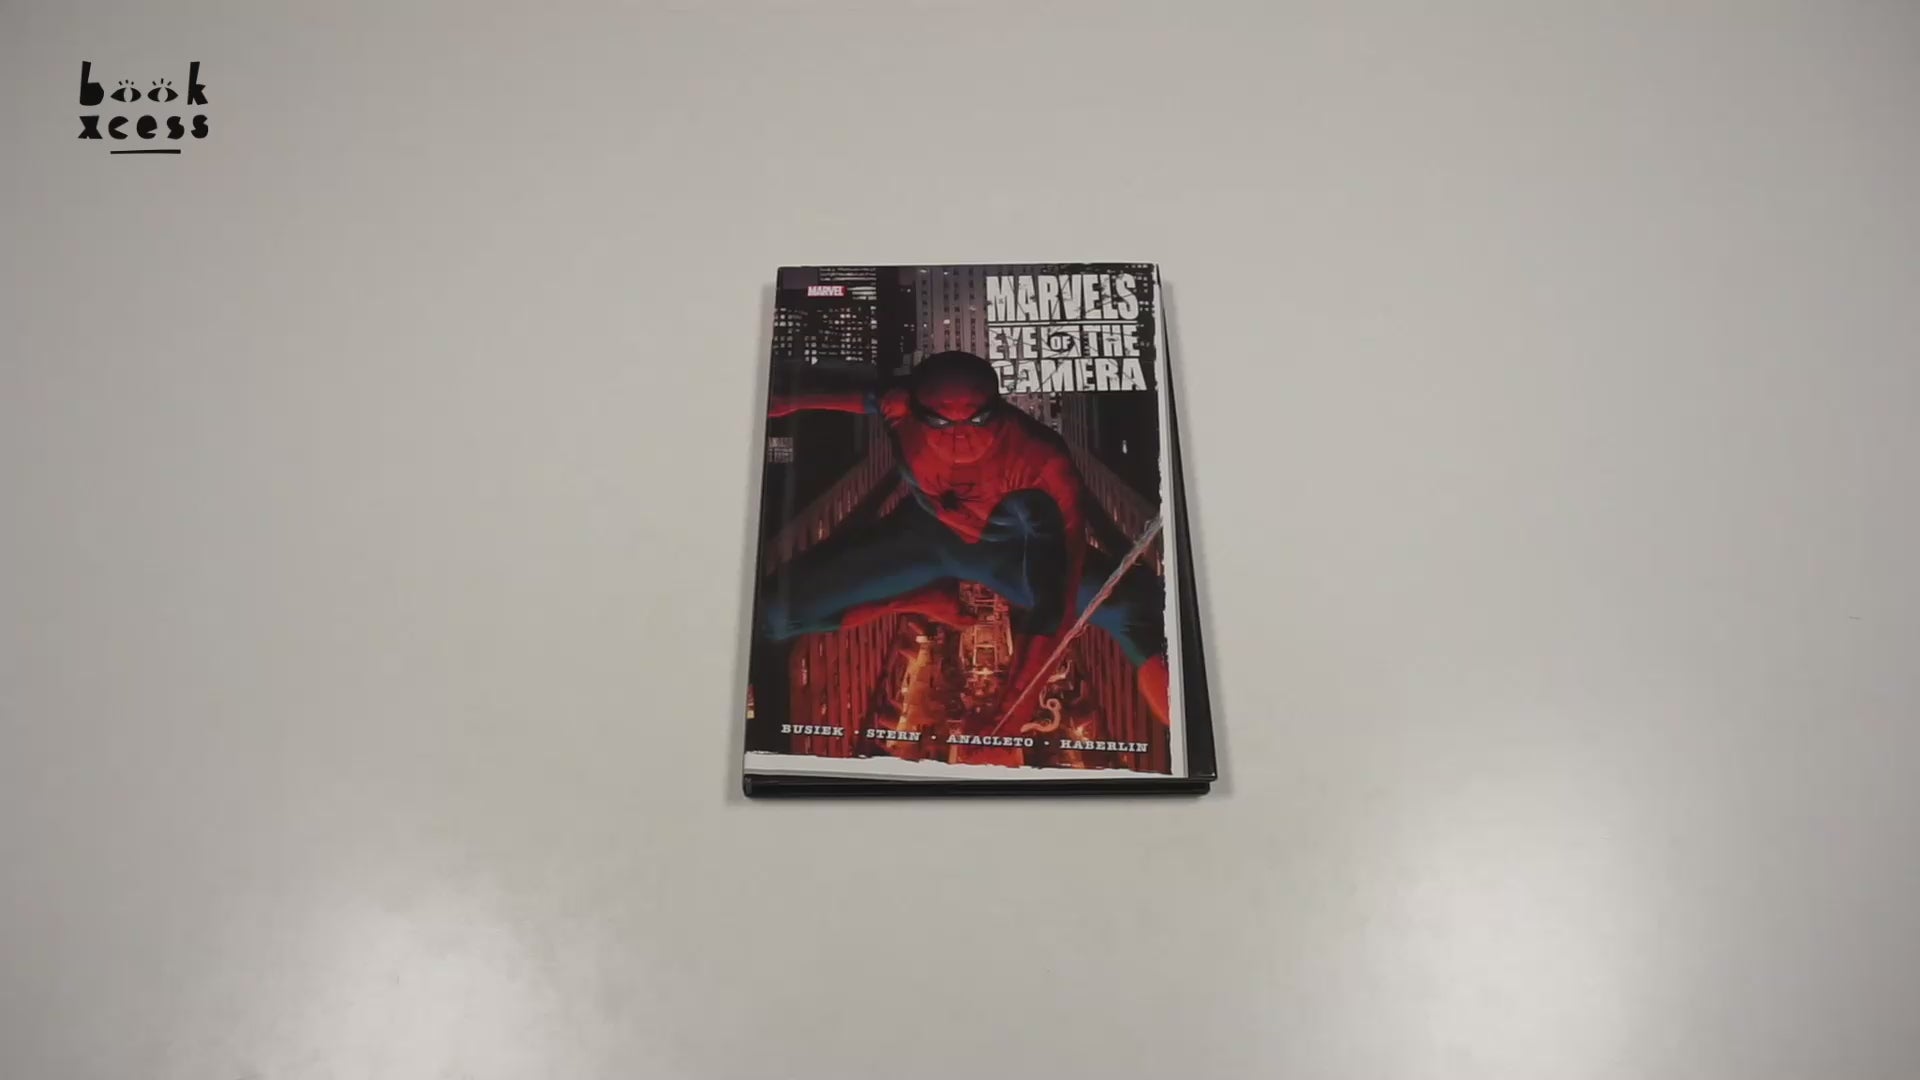 book
xcess
MARVEL
MARVELS
EYE OF THE
CAMERA
BUSIEK · STERN · ANACLETO · HABERLIN